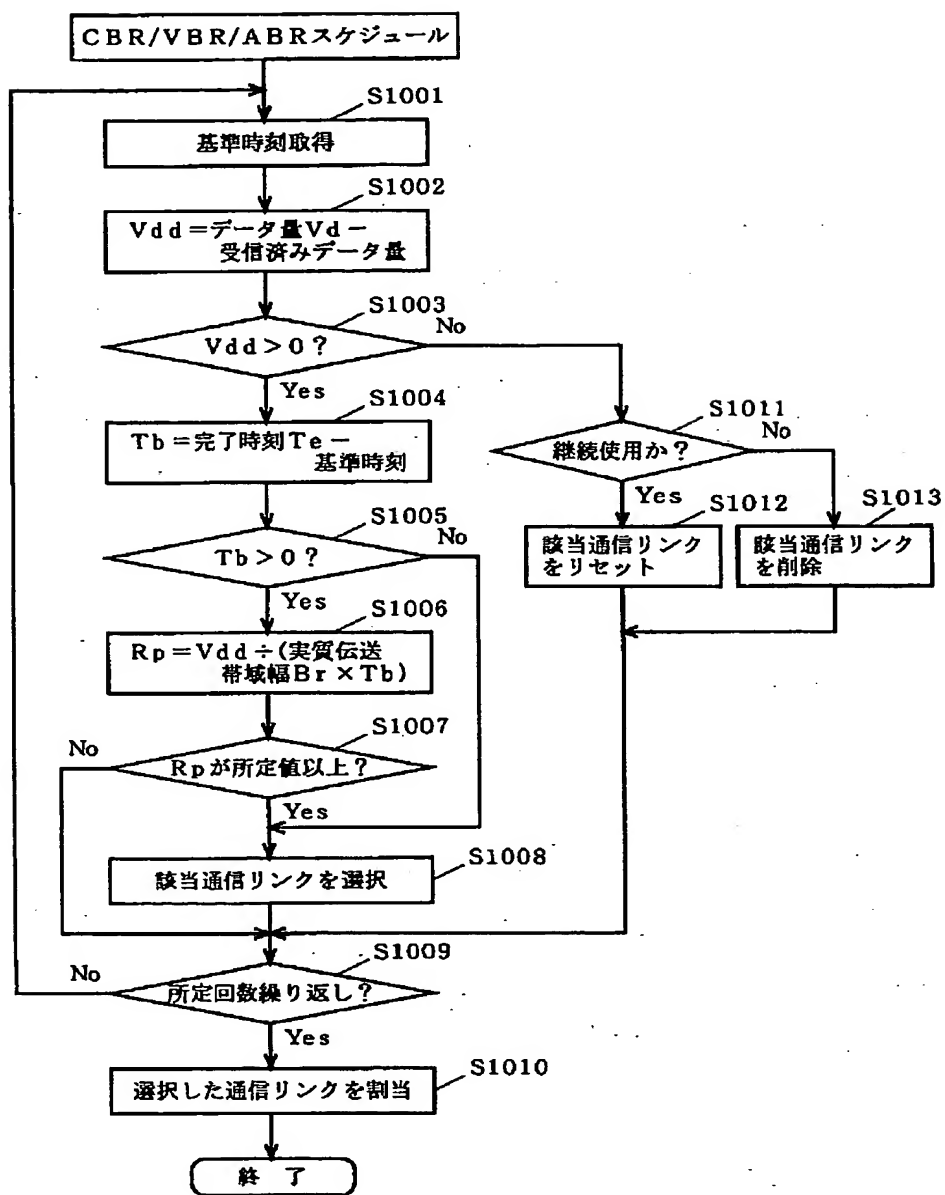 CBR/VBR/ABRスケジュール
S1001
基準時刻取得
S1002
Vdd=データ量Vd－
受信済みデータ量
S1003
Vdd>0?
No
Yes
S1004
Tb=完了時刻Te－
基準時刻
S1011
継続使用か?
No
Yes
S1012
該当通信リンク
をリセット
S1013
該当通信リンク
を削除
S1005
Tb>0?
No
Yes
S1006
Rp=Vdd÷(実質伝送
帯域幅Br×Tb)
S1007
No
Rpが所定値以上?
Yes
S1008
該当通信リンクを選択
S1009
No
所定回数繰り返し?
Yes
S1010
選択した通信リンクを割当
終 了